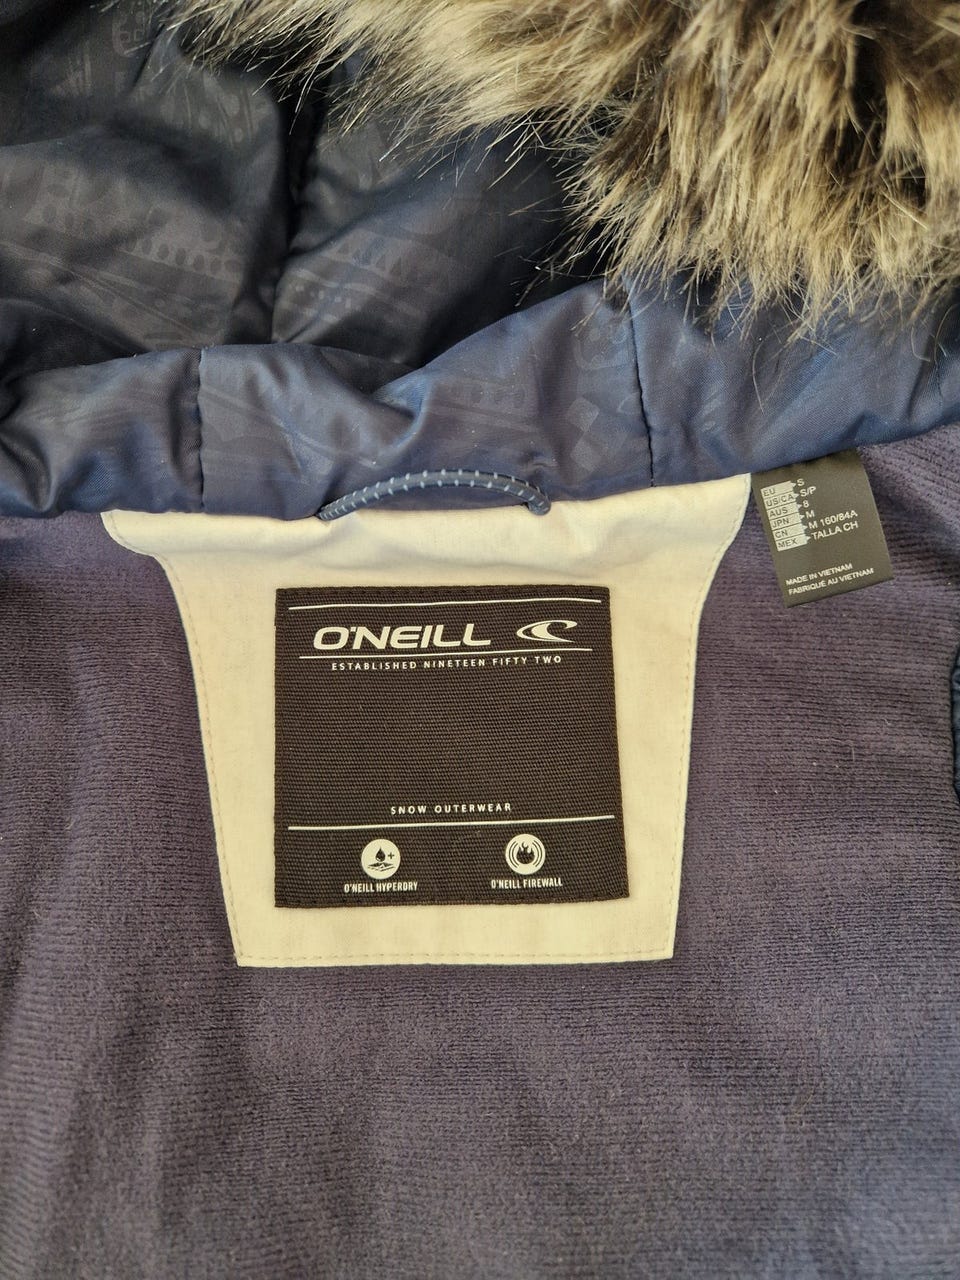 O'NEILL
ESTABLISHED NINETEEN FIFTY TWO
SNOW OUTERWEAR
O'NEILL HYPERDRY
O'NEILL FIREWALL
EU S
US/CA S/P
AUS 8
JPN M
CN M 160/84A
MEX TALLA CH
MADE IN VIETNAM
FABRIQUÉ AU VIETNAM